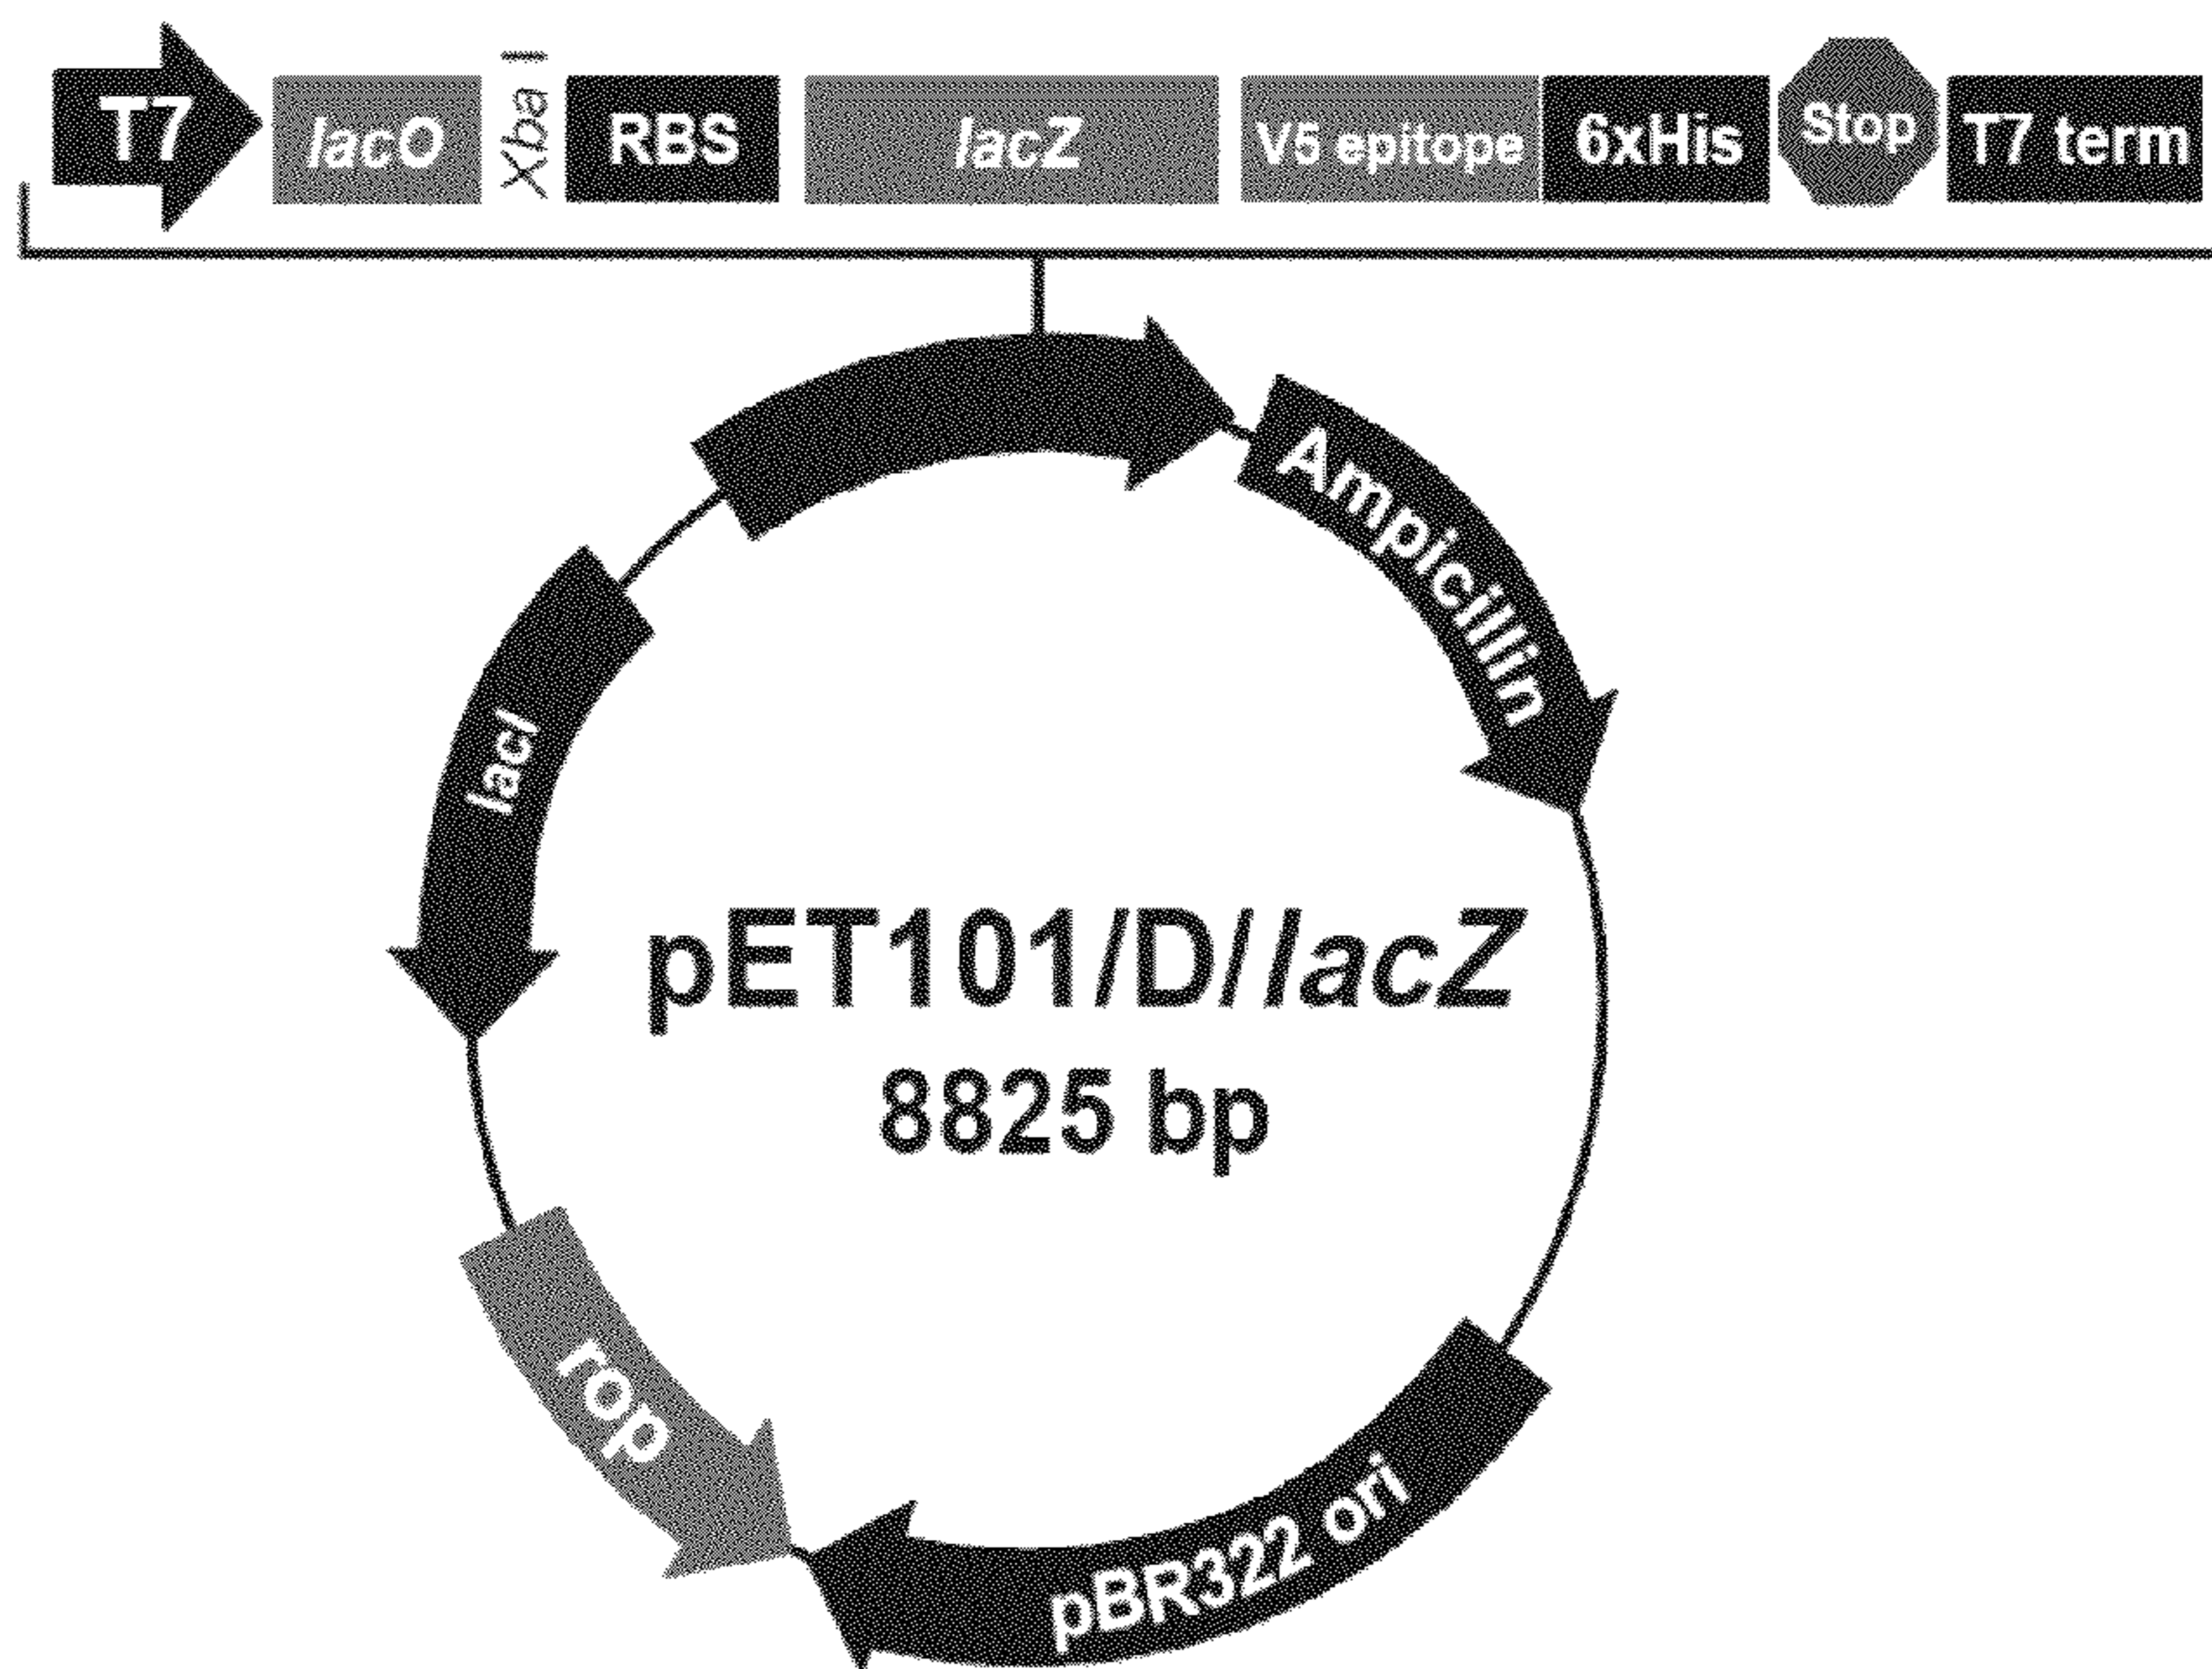 T7 lacO Xba I RBS lacZ V5 epitope 6xHis Stop T7 term
Ampicillin
lacI
pET101/D/lacZ
8825 bp
rop
pBR322 ori